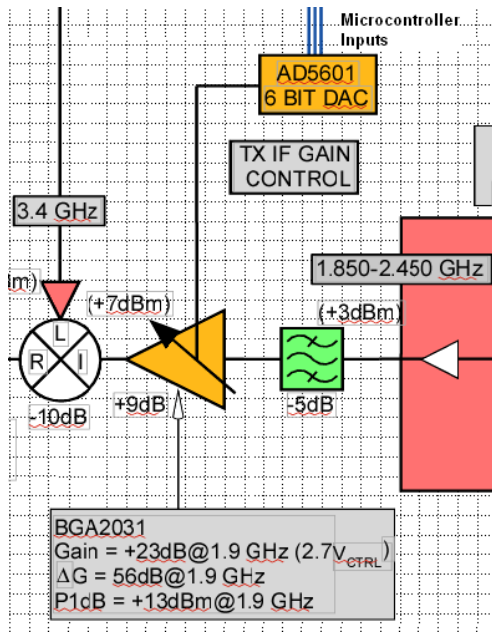 Microcontroller
Inputs
AD5601
6 BIT DAC
TX IF GAIN
CONTROL
3.4 GHz
1.850-2.450 GHz
(+7dBm)
(+3dBm)
L
R
I
-10dB
+9dB
-5dB
BGA2031
Gain = +23dB@1.9 GHz (2.7VCTRL)
ΔG = 56dB@1.9 GHz
P1dB = +13dBm@1.9 GHz